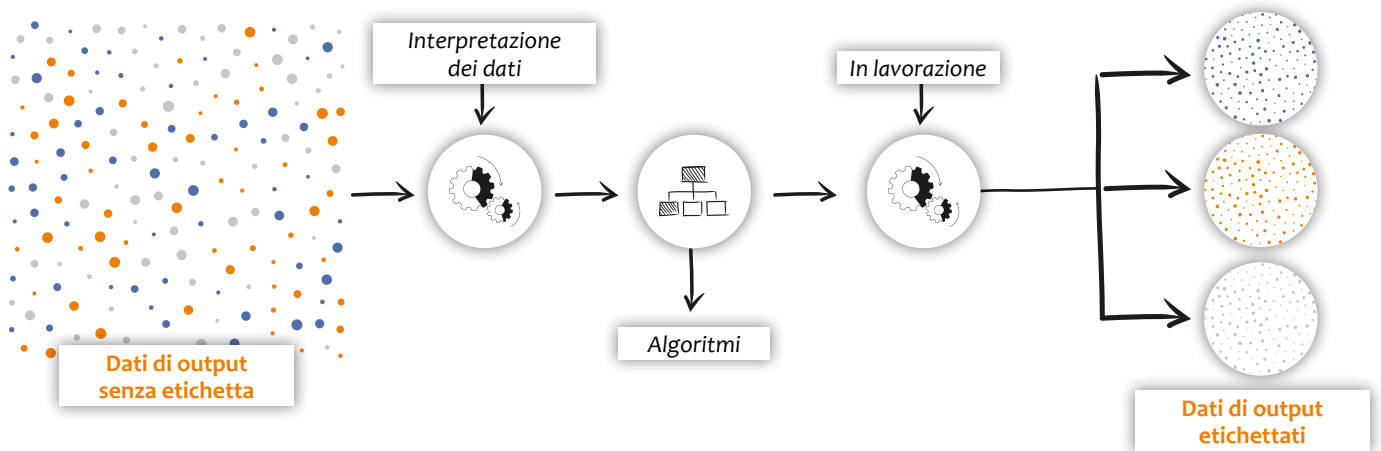 Interpretazione
dei dati
In lavorazione
Algoritmi
Dati di output
senza etichetta
Dati di output
etichettati